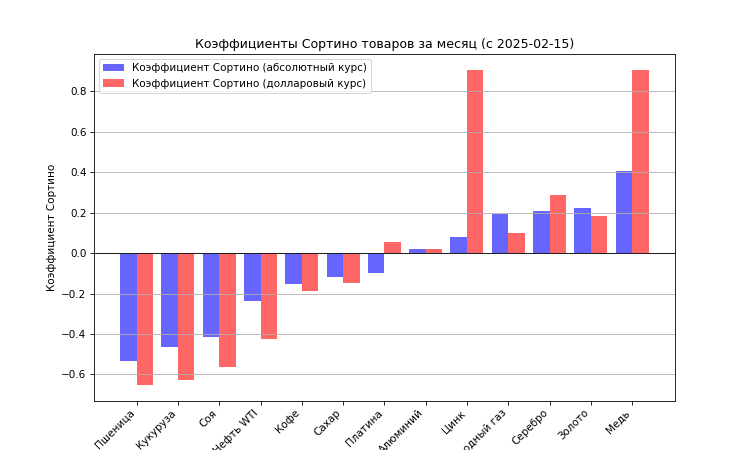 Коэффициенты Сортино товаров за месяц (с 2025-02-15)
Коэффициент Сортино (абсолютный курс)
Коэффициент Сортино (долларовый курс)
Коэффициент Сортино
0.8
0.6
0.4
0.2
0.0
−0.2
−0.4
−0.6
Пшеница
Кукуруза
Соя
Нефть WTI
Кофе
Сахар
Платина
Алюминий
Цинк
газ
Серебро
Золото
Медь